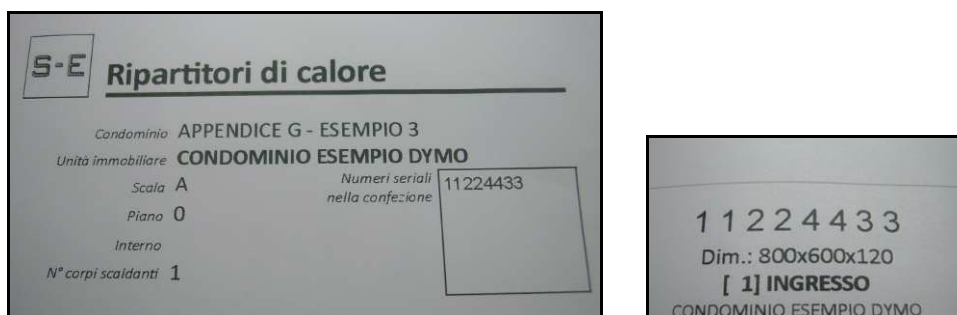 S-E
Ripartitori di calore
Condominio APPENDICE G - ESEMPIO 3
Unità immobiliare CONDOMINIO ESEMPIO DYMO
Scala A
Numeri seriali nella confezione 11224433
Piano 0
Interno
N° corpi scaldanti 1
11224433
Dim.: 800x600x120
[ 1] INGRESSO
CONDOMINIO ESEMPIO DYMO